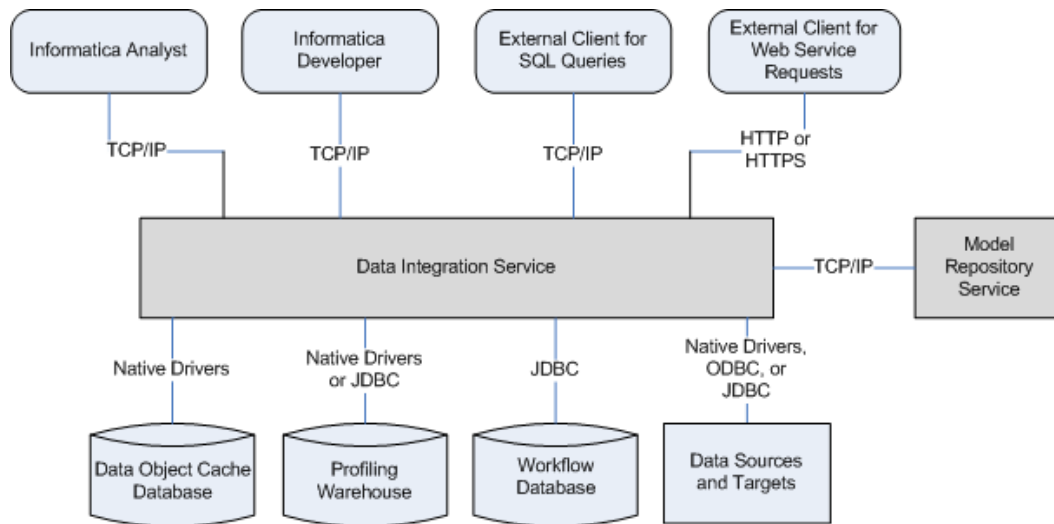 Informatica Analyst
Informatica
Developer
External Client for
SQL Queries
External Client for
Web Service
Requests
TCP/IP
TCP/IP
TCP/IP
HTTP or
HTTPS
Data Integration Service
TCP/IP
Model
Repository
Service
Native Drivers
Native Drivers
or JDBC
JDBC
Native Drivers,
ODBC, or
JDBC
Data Object Cache
Database
Profiling
Warehouse
Workflow
Database
Data Sources
and Targets